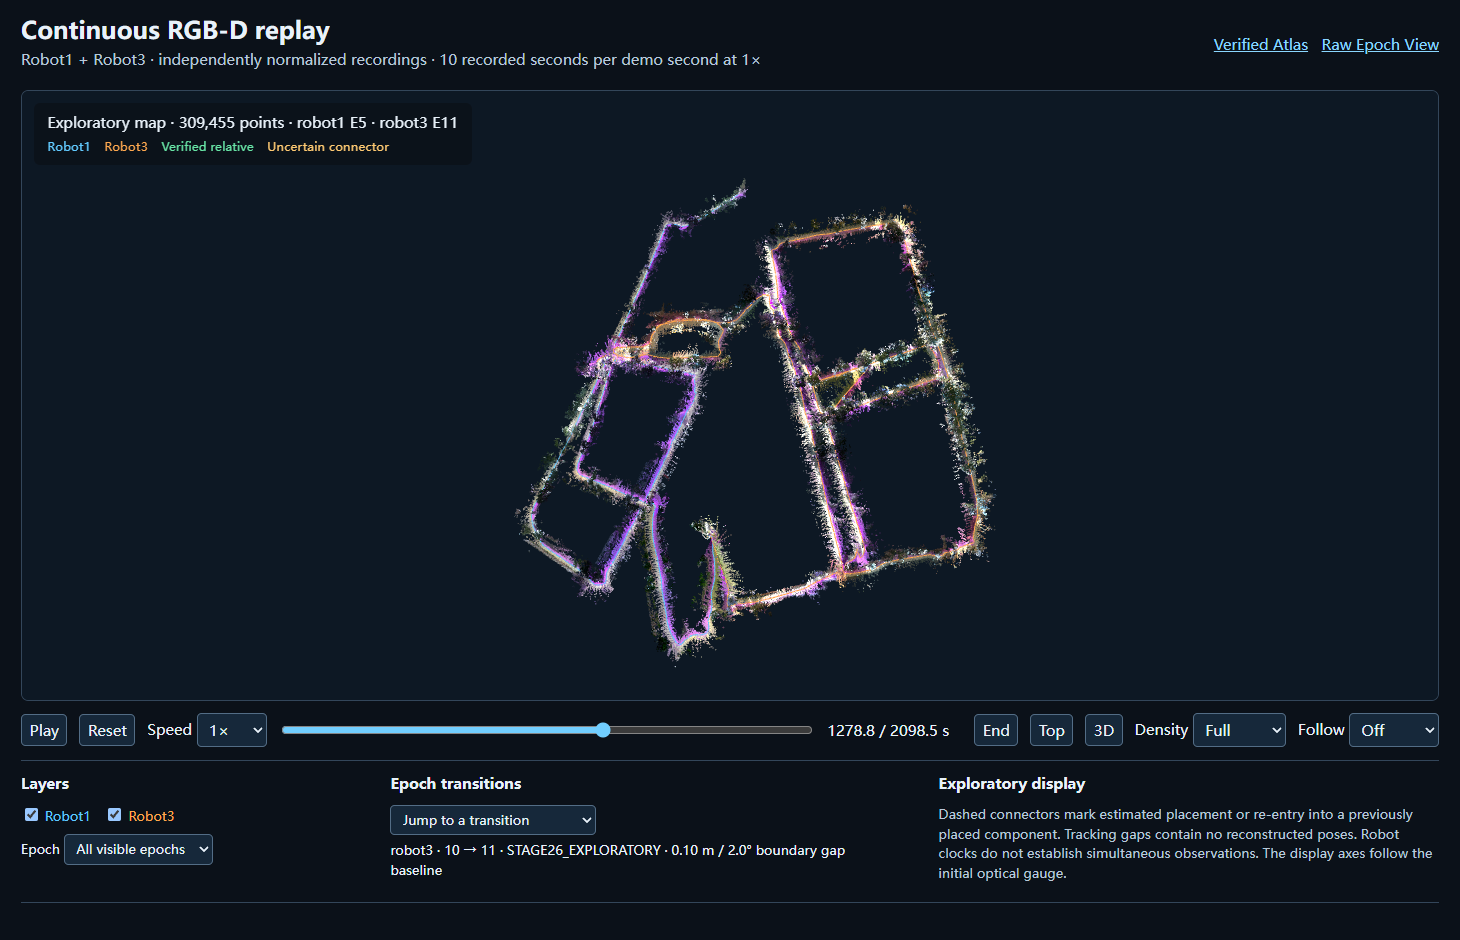 Continuous RGB-D replay
Robot1 + Robot3 · independently normalized recordings · 10 recorded seconds per demo second at 1×
Verified Atlas Raw Epoch View
Exploratory map · 309,455 points · robot1 E5 · robot3 E11
Robot1 Robot3 Verified relative Uncertain connector
Play Reset Speed 1× 1278.8 / 2098.5 s End Top 3D Density Full Follow Off
Layers
Robot1 Robot3
Epoch All visible epochs
Epoch transitions
Jump to a transition
robot3 · 10 → 11 · STAGE26_EXPLORATORY · 0.10 m / 2.0° boundary gap
baseline
Exploratory display
Dashed connectors mark estimated placement or re-entry into a previously
placed component. Tracking gaps contain no reconstructed poses. Robot
clocks do not establish simultaneous observations. The display axes follow the
initial optical gauge.